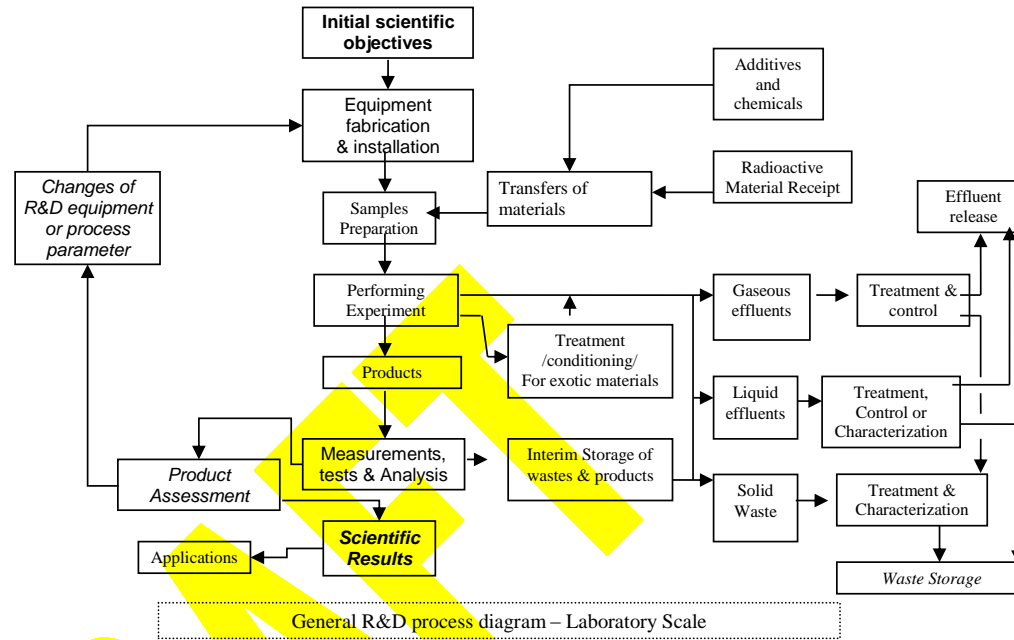 Initial scientific
objectives
Additives
and
chemicals
Equipment
fabrication
& installation
Radioactive
Material Receipt
Changes of
R&D equipment
or process
parameter
Transfers of
materials
Effluent
release
Samples
Preparation
Performing
Experiment
Gaseous
effluents
Treatment &
control
Treatment
/conditioning/
For exotic materials
Products
Liquid
effluents
Treatment,
Control or
Characterization
Measurements,
tests & Analysis
Interim Storage of
wastes & products
Product
Assessment
Solid
Waste
Treatment &
Characterization
Scientific
Results
Applications
Waste Storage
General R&D process diagram – Laboratory Scale